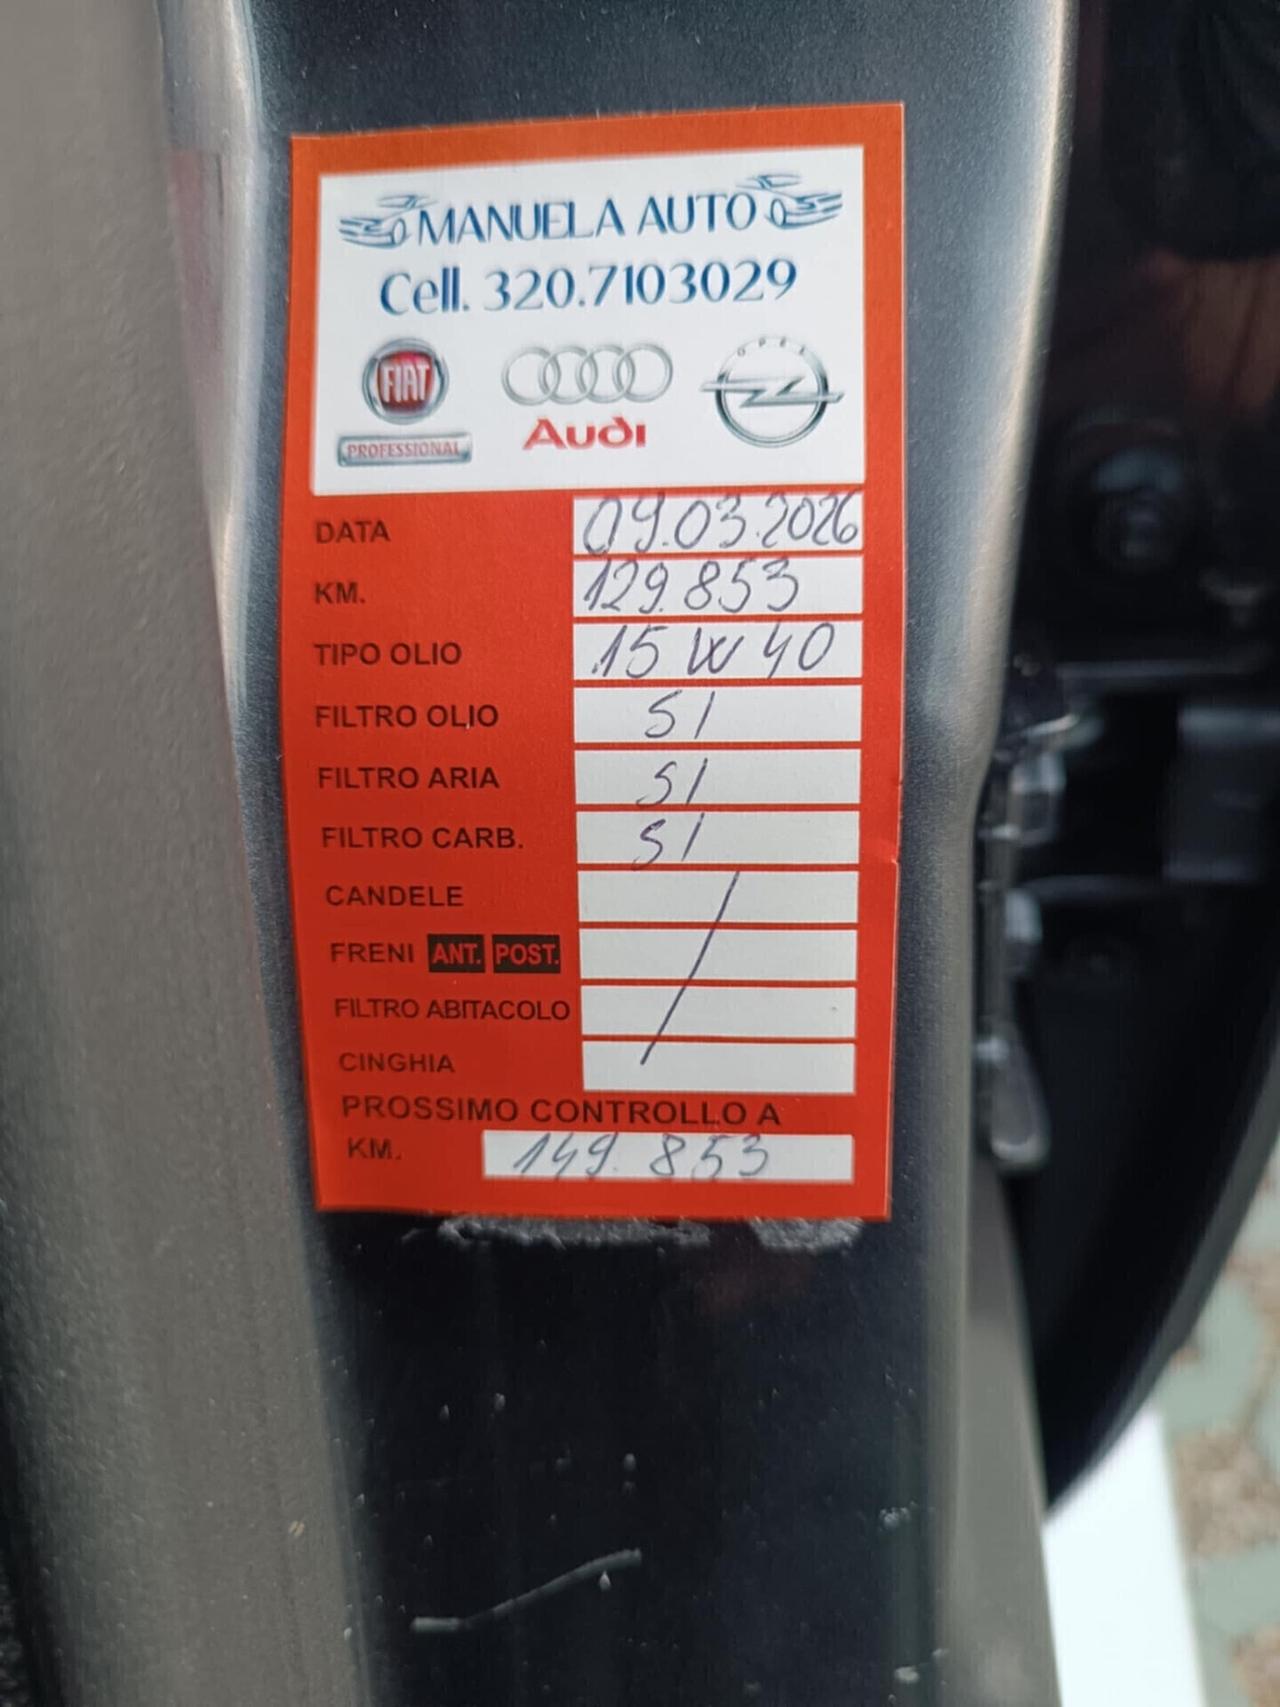 MANUELA AUTO
Cell. 320.7103029
FIAT Audi OPEL
PROFESSIONAL
DATA 09.03.2026
KM. 129.853
TIPO OLIO 15W40
FILTRO OLIO SI
FILTRO ARIA SI
FILTRO CARB. SI
CANDELE /
FRENI ANT. POST.
FILTRO ABITACOLO
CINGHIA
PROSSIMO CONTROLLO A
KM. 149.853